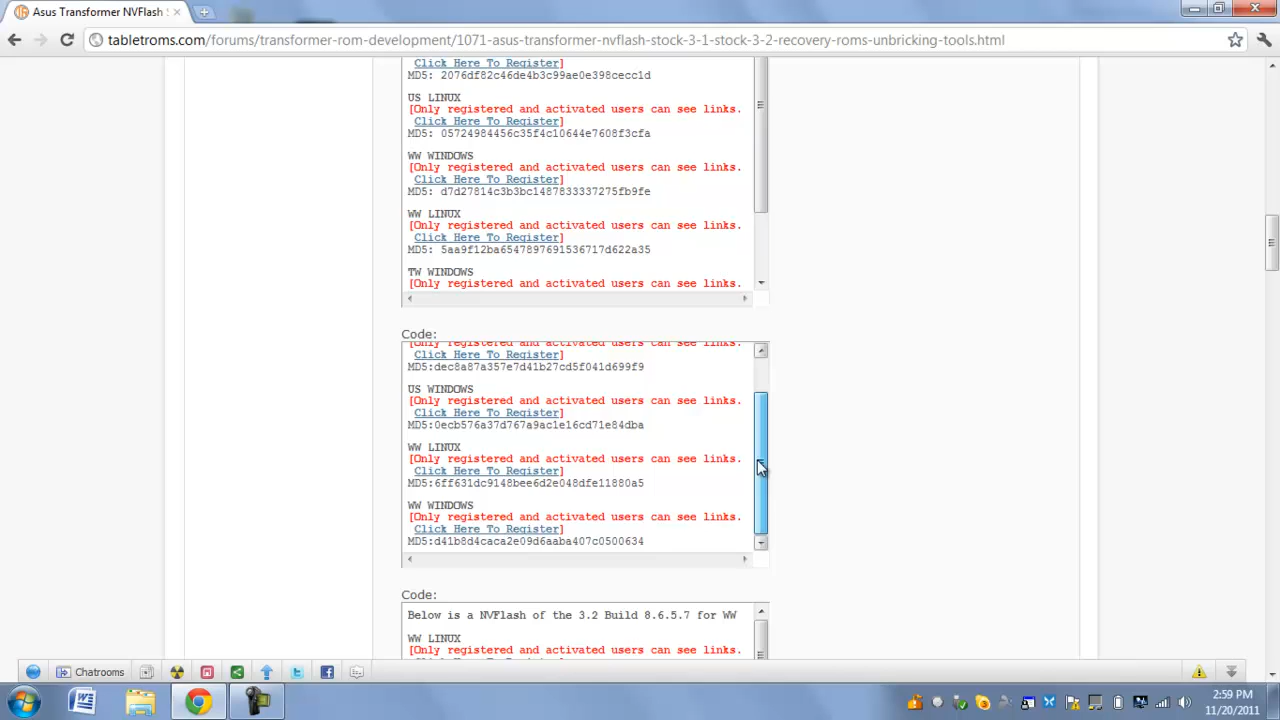 Asus Transformer NVFlash
tabletroms.com/forums/transformer-rom-development/1071-asus-transformer-nvflash-stock-3-1-stock-3-2-recovery-roms-unbricking-tools.html
Click Here To Register]
MD5: 2076df82c46de4b3c99ae0e398cecc1d
US LINUX
[Only registered and activated users can see links.
Click Here To Register]
MD5: 05724984456c35f4c10644e7608f3cfa
WW WINDOWS
[Only registered and activated users can see links.
Click Here To Register]
MD5: d7d27814c3b3bc1487833337275fb9fe
WW LINUX
[Only registered and activated users can see links.
Click Here To Register]
MD5: 5aa9f12ba6547897691536717d622a35
TW WINDOWS
[Only registered and activated users can see links.
Code:
[Only registered and activated users can see links.
Click Here To Register]
MD5:dec8a87a357e7d41b27cd5f041d699f9
US WINDOWS
[Only registered and activated users can see links.
Click Here To Register]
MD5:0ecb576a37d767a9ac1e16cd71e84dba
WW LINUX
[Only registered and activated users can see links.
Click Here To Register]
MD5:6ff631dc9148bee6d2e048dfe11880a5
WW WINDOWS
[Only registered and activated users can see links.
Click Here To Register]
MD5:d41b8d4caca2e09d6aaba407c0500634
Code:
Below is a NVFlash of the 3.2 Build 8.6.5.7 for WW
WW LINUX
[Only registered and activated users can see links.
Chatrooms
2:59 PM
11/20/2011